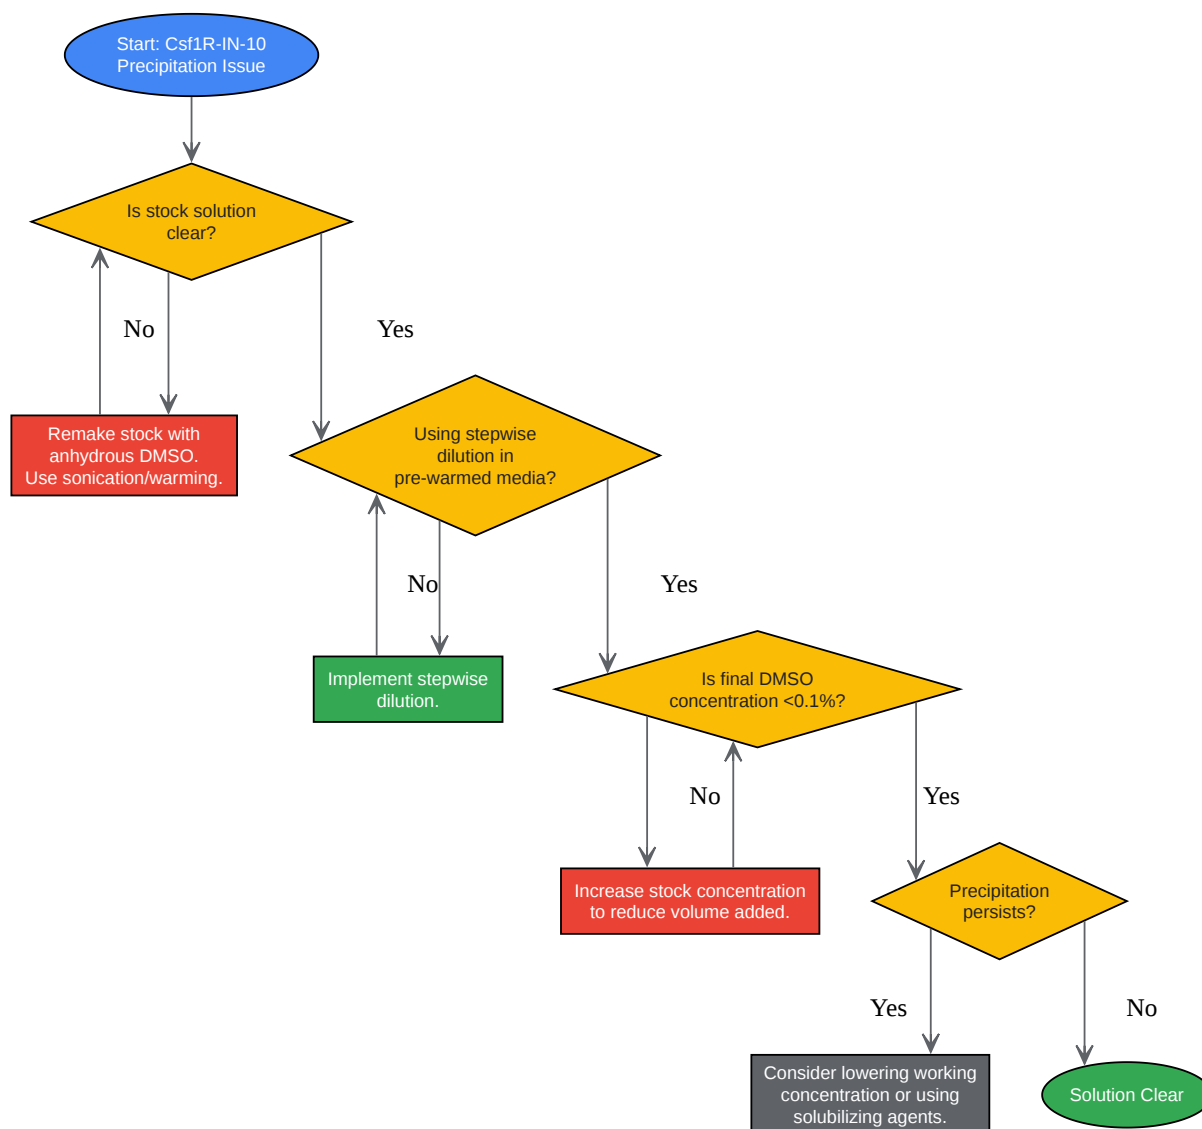 Start: Csf1R-IN-10
Precipitation Issue
Is stock solution
clear?
No
Yes
Remake stock with
anhydrous DMSO.
Use sonication/warming.
Using stepwise
dilution in
pre-warmed media?
No
Yes
Implement stepwise
dilution.
Is final DMSO
concentration <0.1%?
No
Yes
Increase stock concentration
to reduce volume added.
Precipitation
persists?
Yes
No
Consider lowering working
concentration or using
solubilizing agents.
Solution Clear